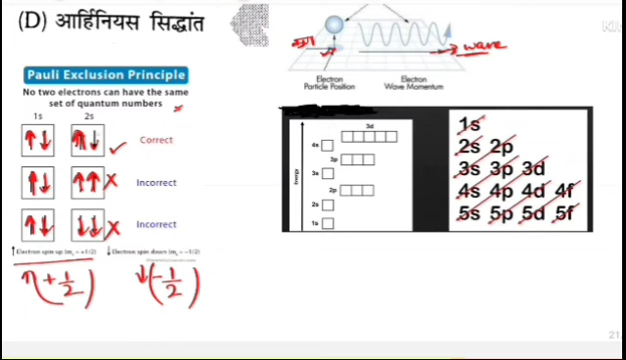 (D) आर्हिनियस सिद्धांत
Pauli Exclusion Principle
No two electrons can have the same
set of quantum numbers
1s 2s
Correct
Incorrect
Incorrect
↑ Electron spin up (mₛ = +1/2) ↓ Electron spin down (mₛ = -1/2)
↑ (+1/2) ↓ (-1/2)
कण
wave
Electron
Particle Position
Electron
Wave Momentum
Energy
3d
4s
3p
3s
2p
2s
1s
1s
2s 2p
3s 3p 3d
4s 4p 4d 4f
5s 5p 5d 5f
21